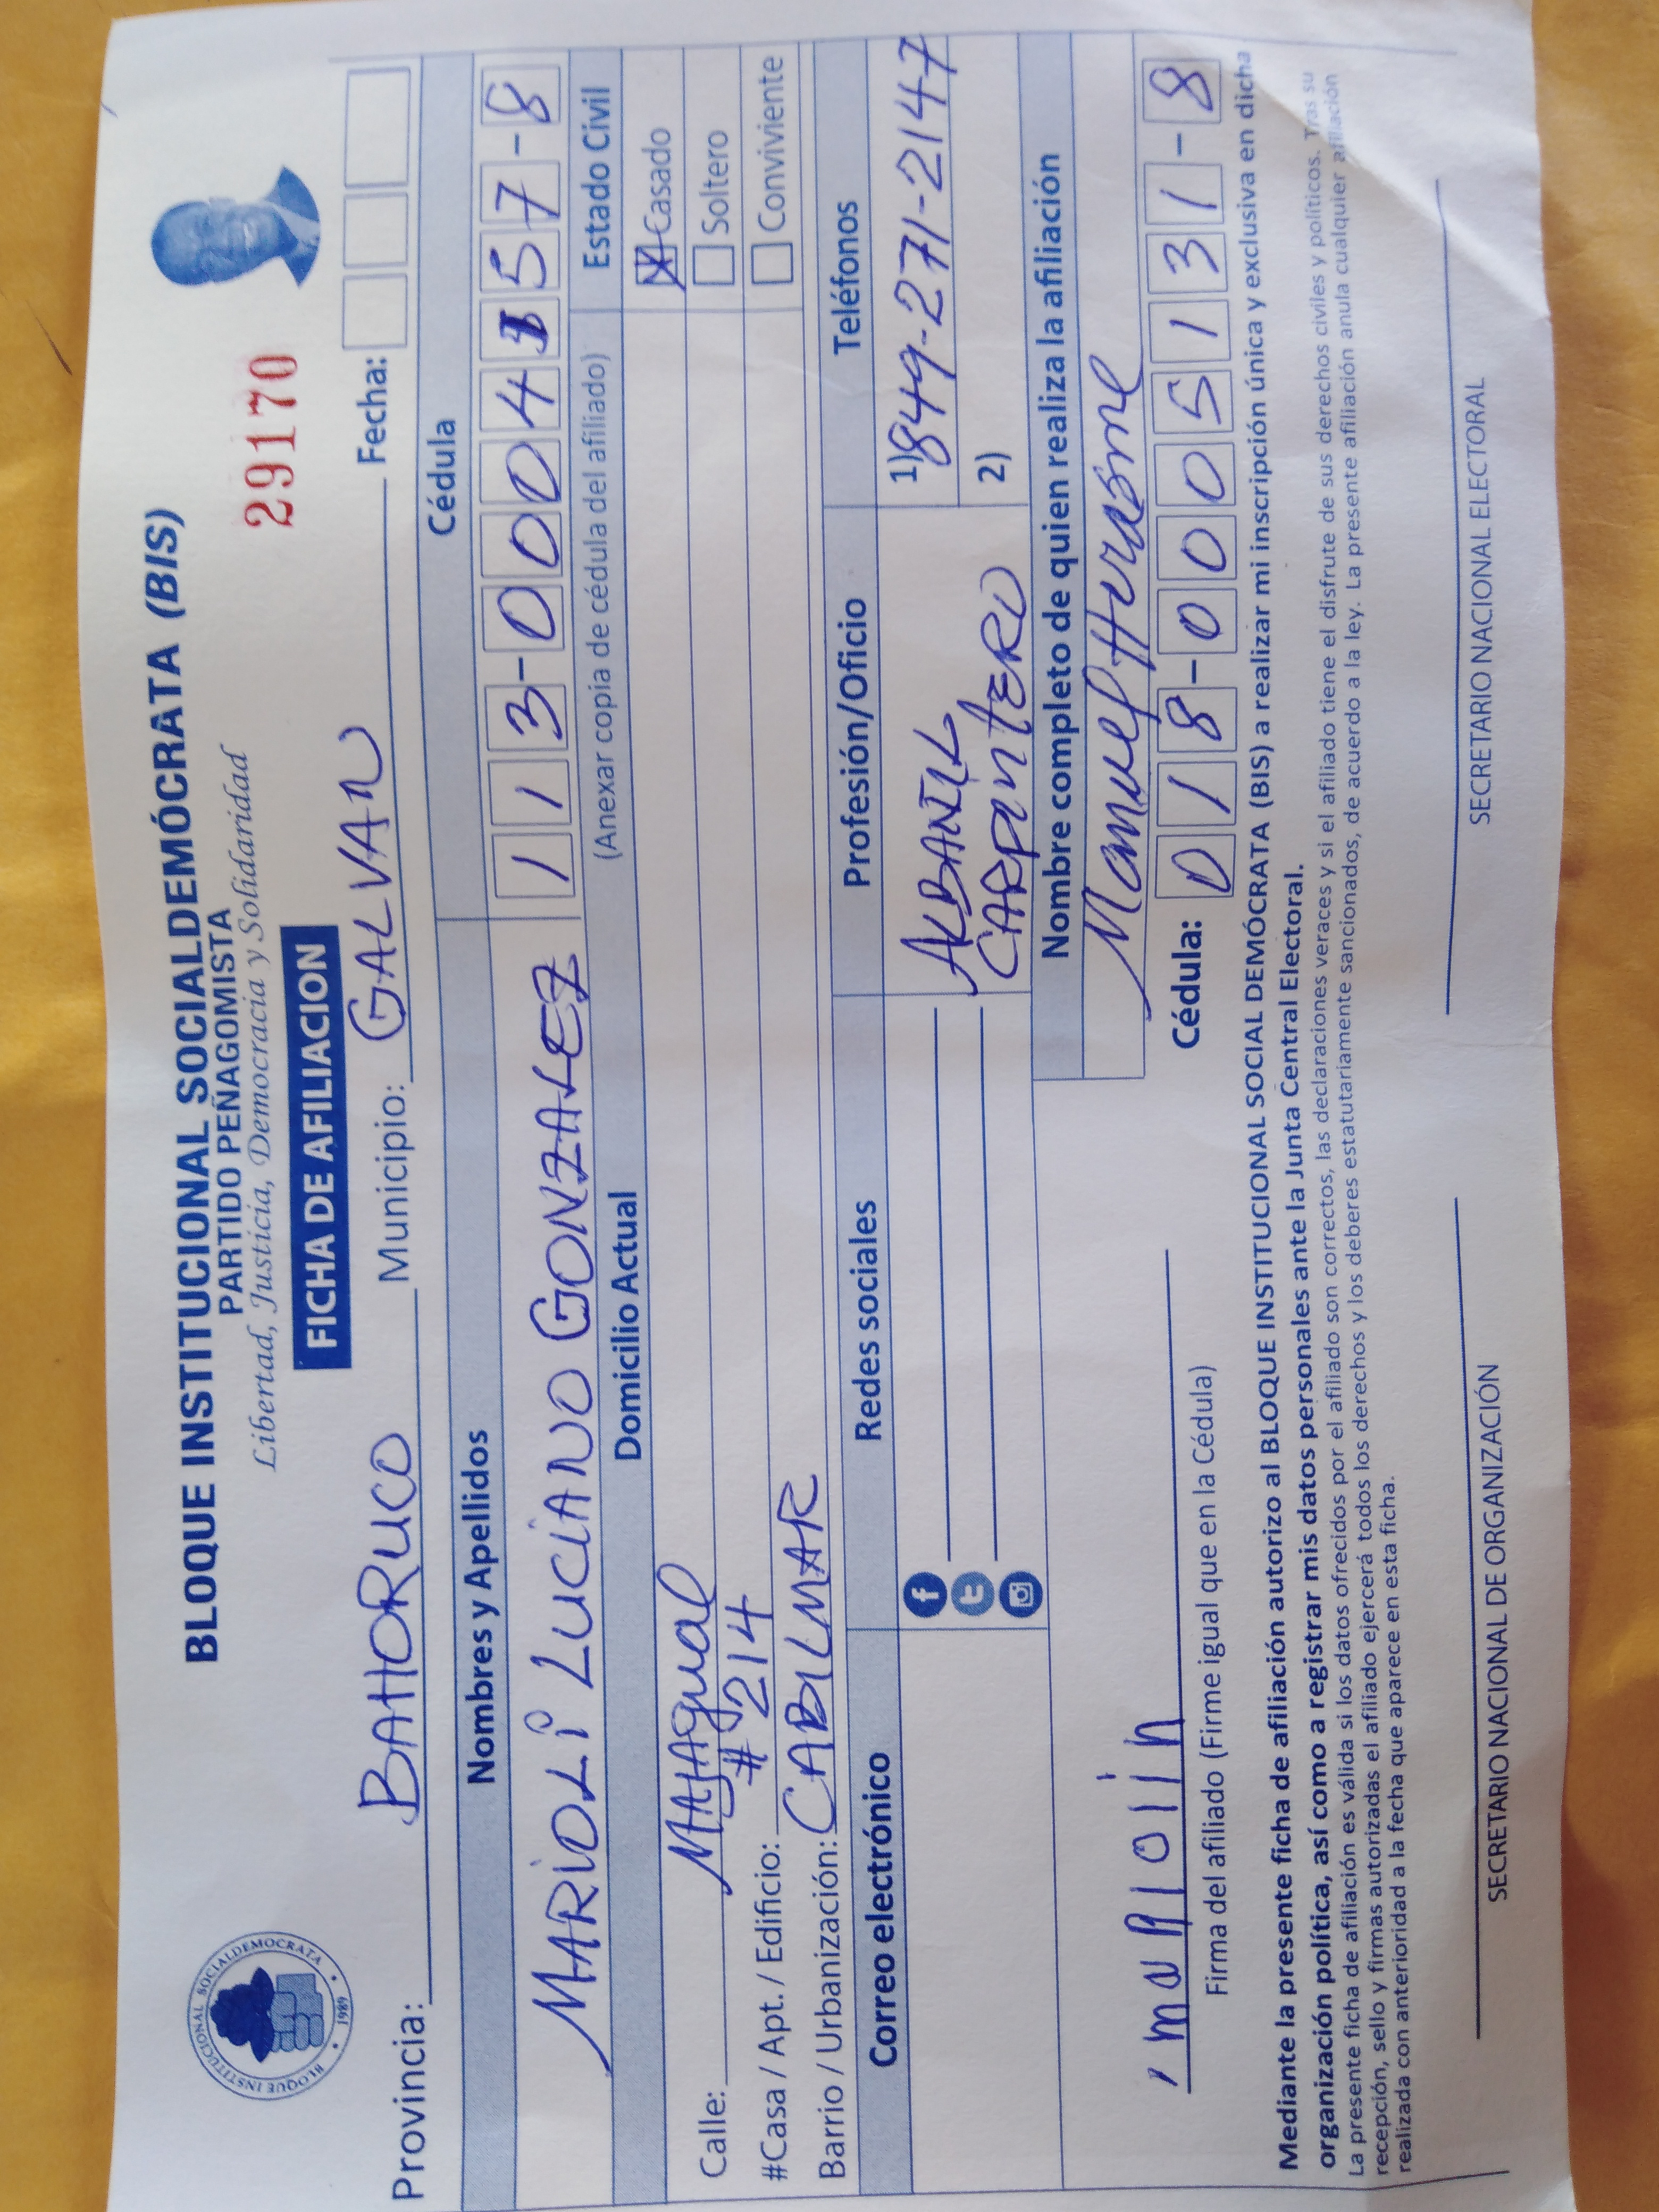 BLOQUE INSTITUCIONAL SOCIALDEMOCRATA
1989
BLOQUE INSTITUCIONAL SOCIALDEMÓCRATA (BIS)
PARTIDO PEÑAGOMISTA
Libertad, Justicia, Democracia y Solidaridad
29170
FICHA DE AFILIACION
Provincia: BAHORUCO Municipio: GALVAN Fecha:
Nombres y Apellidos Cédula
MARIOLI LUCIANO GONZALEZ 113-0004157-8
Domicilio Actual (Anexar copia de cédula del afiliado) Estado Civil
Calle: MAJAgual Casado
#Casa / Apt. / Edificio: #214 Soltero
Barrio / Urbanización: CABILMAR Conviviente
Correo electrónico Redes sociales Profesión/Oficio Teléfonos
ALBAÑIL 1) 849-271-2147
CARpintERO 2)
Nombre completo de quien realiza la afiliación
Manuel Herasme
Cédula: 018-0005131-8
Firma del afiliado (Firme igual que en la Cédula)
Mediante la presente ficha de afiliación autorizo al BLOQUE INSTITUCIONAL SOCIAL DEMÓCRATA (BIS) a realizar mi inscripción única y exclusiva en dicha
organización política, así como a registrar mis datos personales ante la Junta Central Electoral.
La presente ficha de afiliación es válida si los datos ofrecidos por el afiliado son correctos, las declaraciones veraces y si el afiliado tiene el disfrute de sus derechos civiles y políticos. Tras su
recepción, sello y firmas autorizadas el afiliado ejercerá todos los derechos y los deberes estatutariamente sancionados, de acuerdo a la ley. La presente afiliación anula cualquier afiliación
realizada con anterioridad a la fecha que aparece en esta ficha.
SECRETARIO NACIONAL DE ORGANIZACIÓN SECRETARIO NACIONAL ELECTORAL